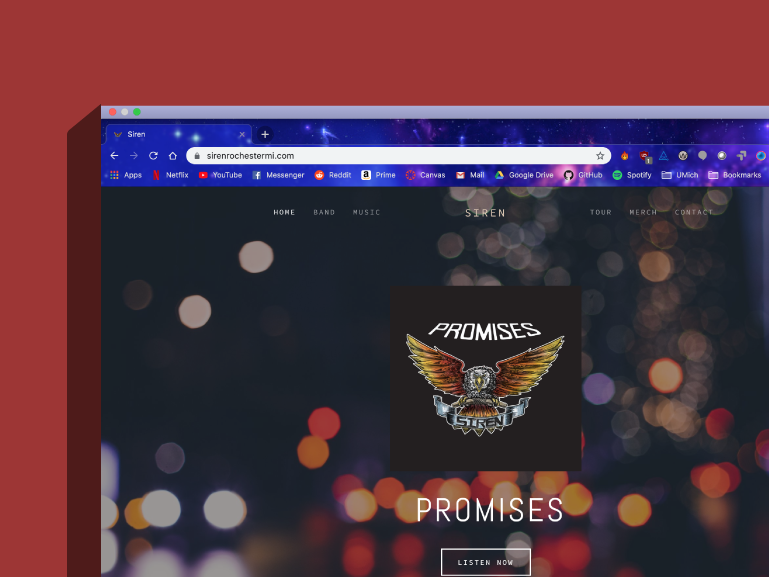 Siren
sirenrochestermi.com
1
Apps Netflix YouTube Messenger Reddit Prime Canvas Mail Google Drive GitHub Spotify UMich Bookmarks
HOME BAND MUSIC SIREN TOUR MERCH CONTACT
PROMISES
SIREN
PROMISES
LISTEN NOW